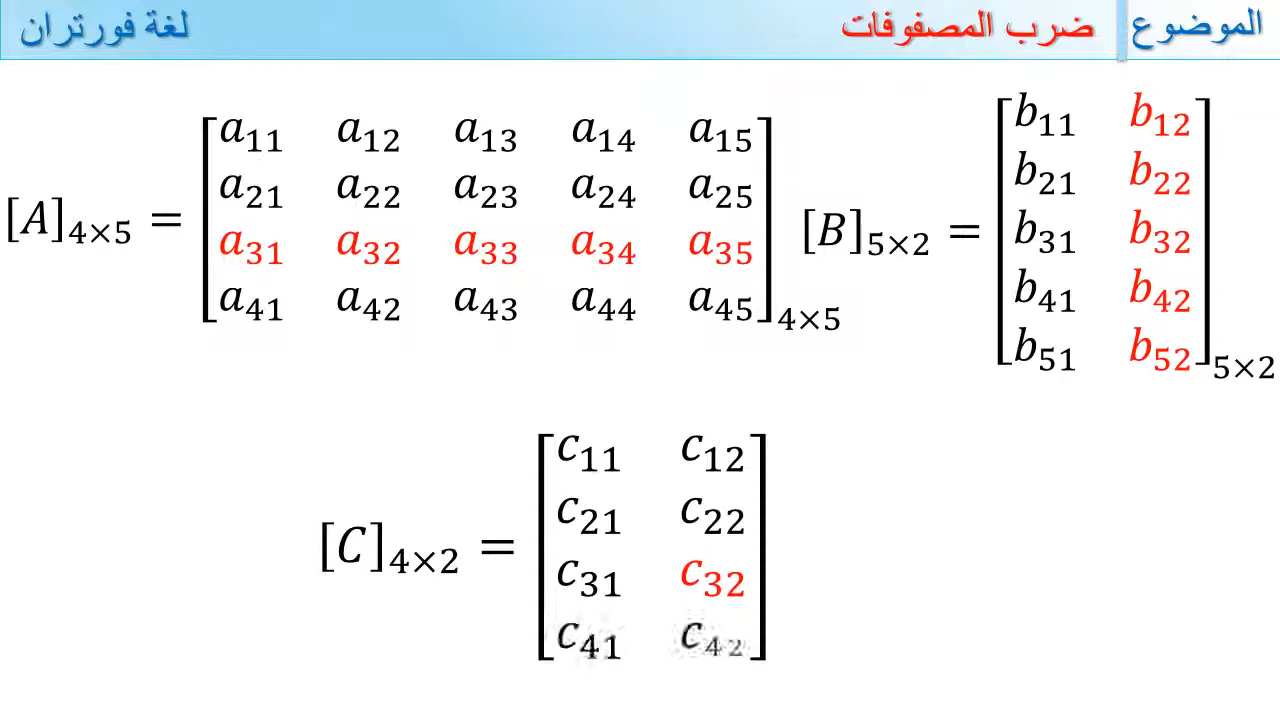 الموضوع ضرب المصفوفات لغة فورتران
[A]₄×₅ = [a₁₁ a₁₂ a₁₃ a₁₄ a₁₅
a₂₁ a₂₂ a₂₃ a₂₄ a₂₅
a₃₁ a₃₂ a₃₃ a₃₄ a₃₅
a₄₁ a₄₂ a₄₃ a₄₄ a₄₅]₄×₅
[B]₅×₂ = [b₁₁ b₁₂
b₂₁ b₂₂
b₃₁ b₃₂
b₄₁ b₄₂
b₅₁ b₅₂]₅×₂
[C]₄×₂ = [c₁₁ c₁₂
c₂₁ c₂₂
c₃₁ c₃₂
c₄₁ c₄₂]